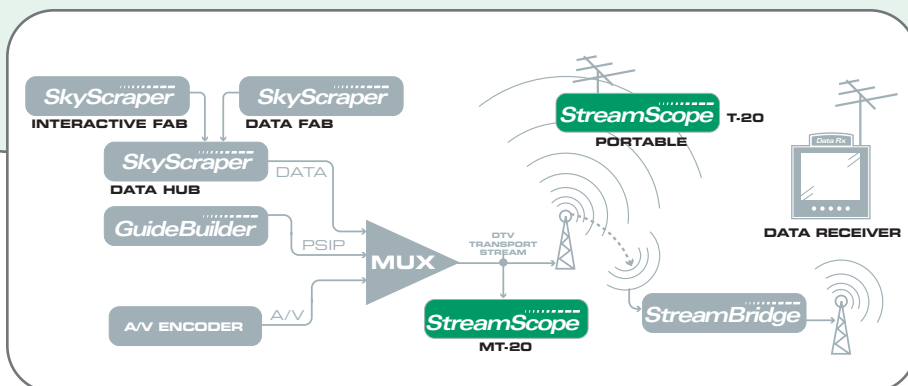 SkyScraper
INTERACTIVE FAB
SkyScraper
DATA FAB
SkyScraper
DATA HUB
DATA
GuideBuilder
PSIP
A/V ENCODER
A/V
MUX
DTV
TRANSPORT
STREAM
StreamScope
MT-20
StreamScope T-20
PORTABLE
Data Rx
DATA RECEIVER
StreamBridge